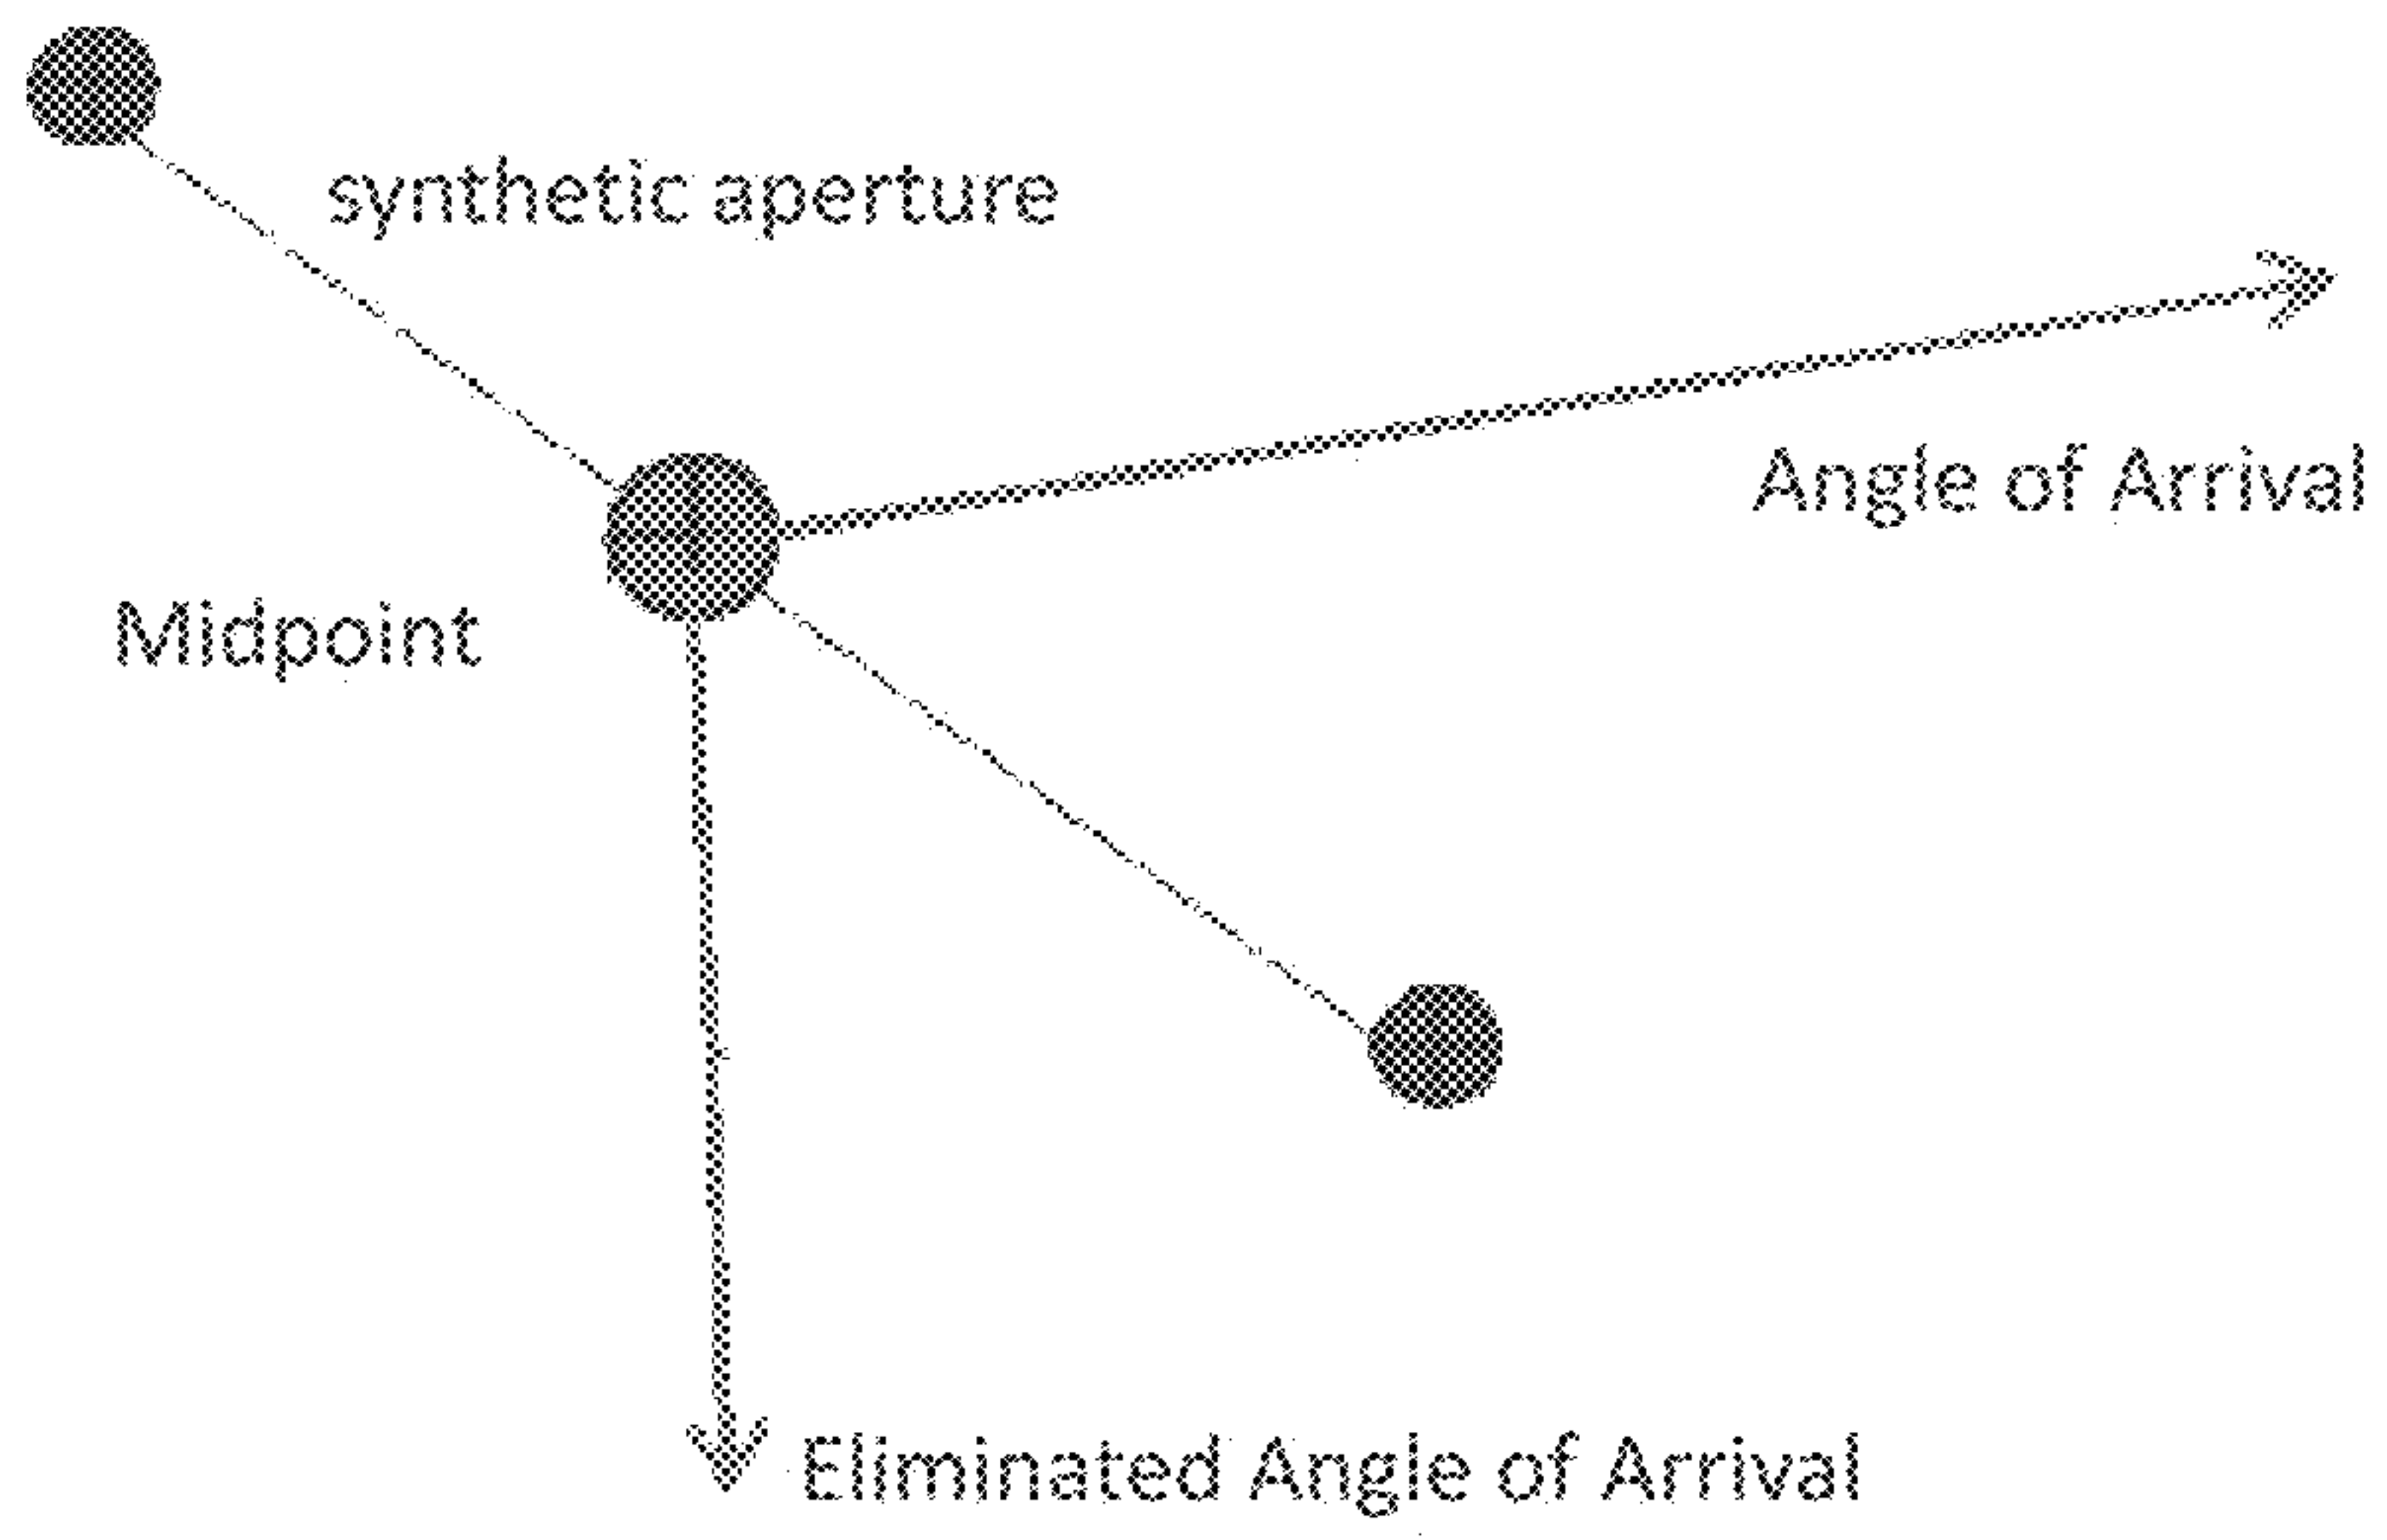 synthetic aperture
Angle of Arrival
Midpoint
Eliminated Angle of Arrival